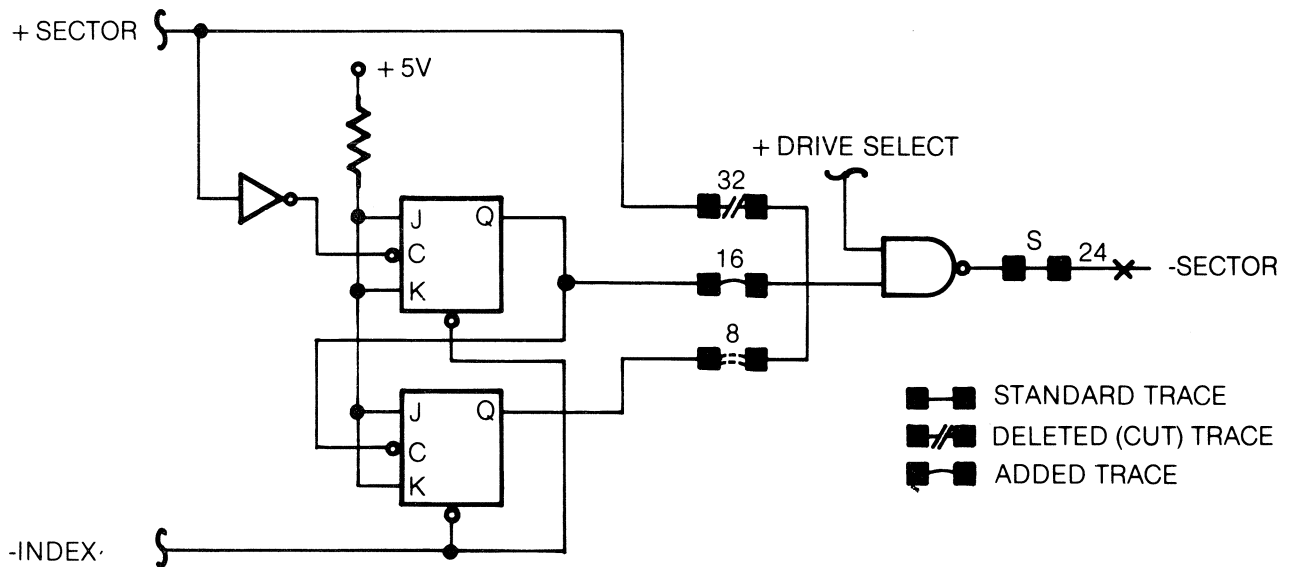 + SECTOR
+ 5V
+ DRIVE SELECT
32
J
Q
C
K
16
S
24
-SECTOR
8
J
Q
C
K
STANDARD TRACE
DELETED (CUT) TRACE
ADDED TRACE
-INDEX